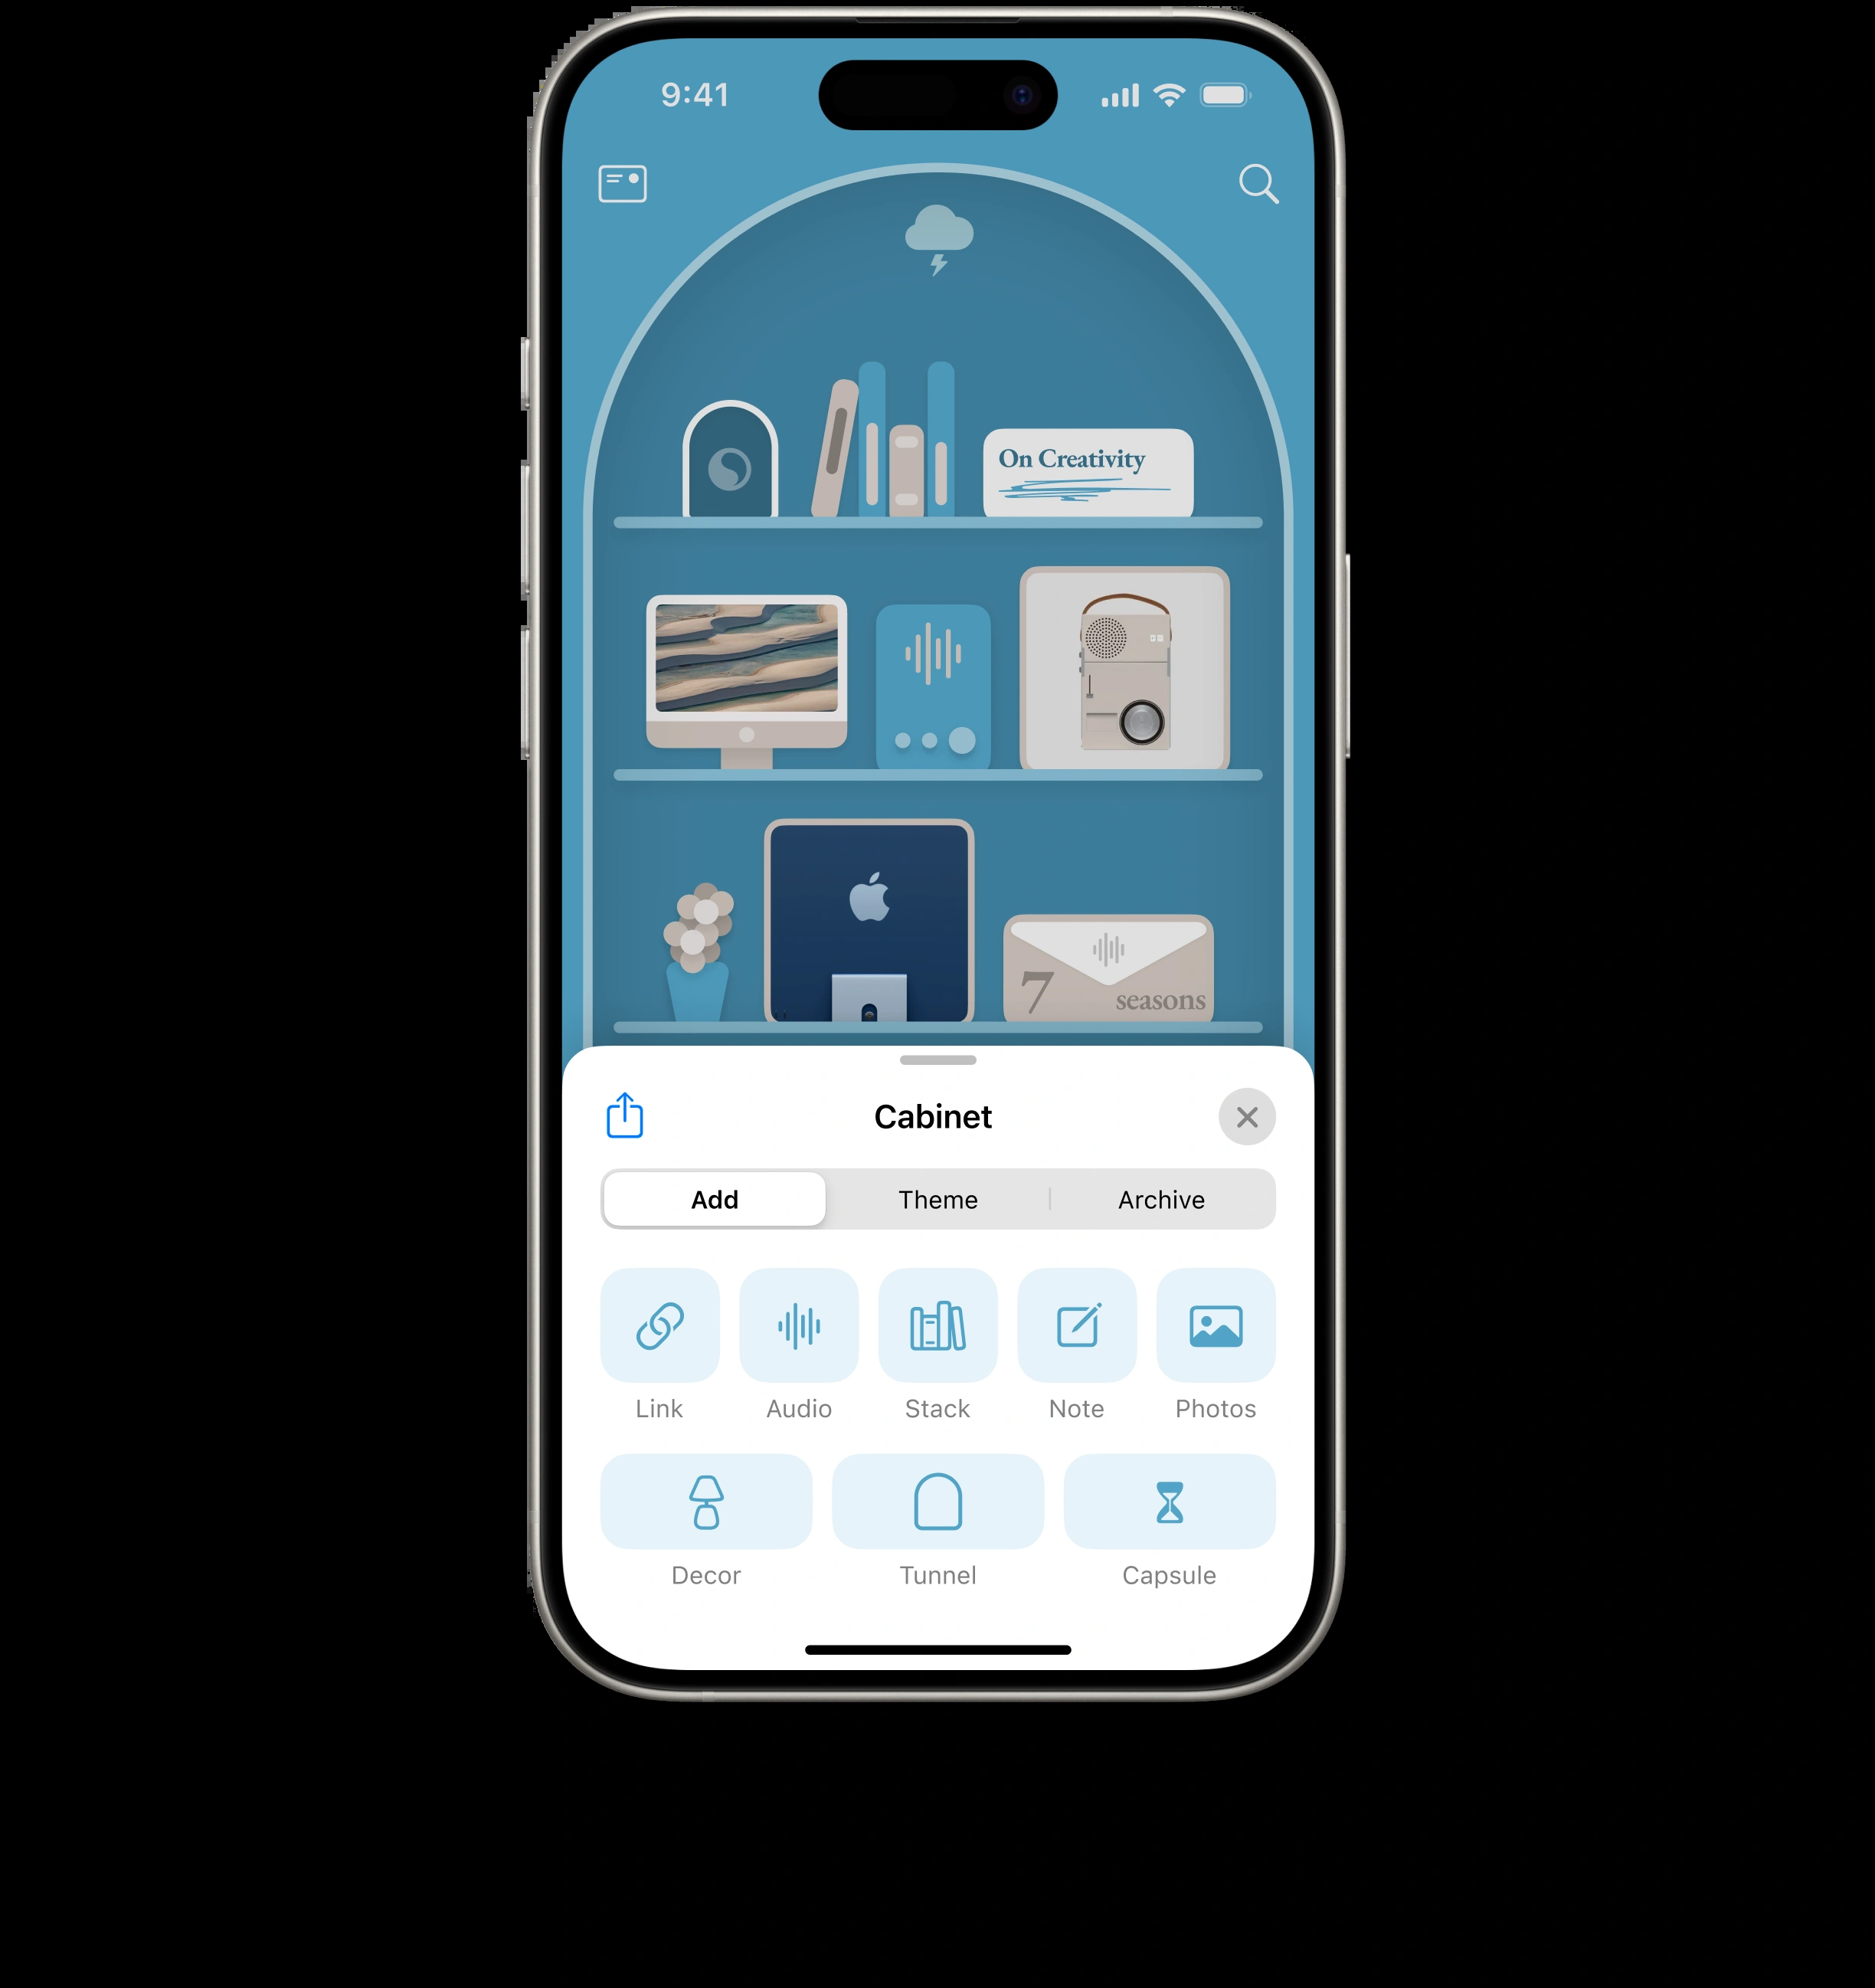 9:41
On Creativity
7
seasons
Cabinet
Add Theme Archive
Link Audio Stack Note Photos
Decor Tunnel Capsule